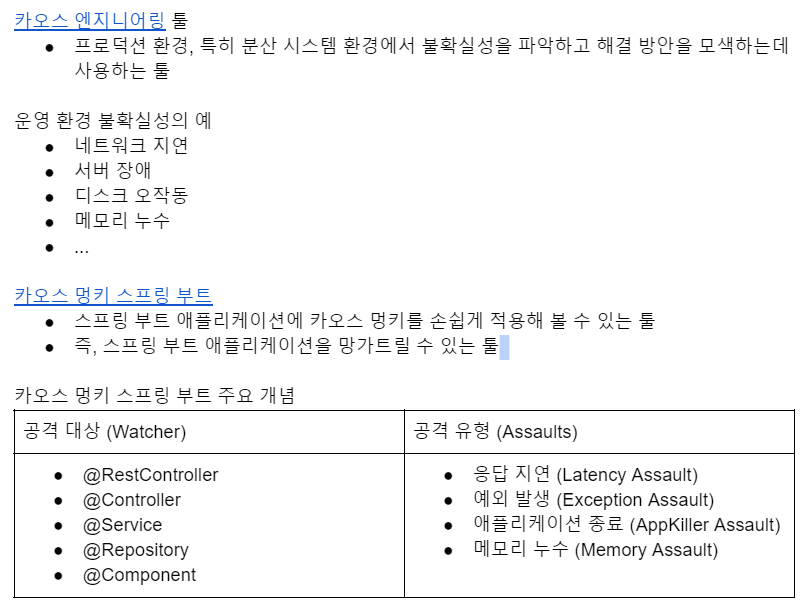 카오스 엔지니어링 툴
● 프로덕션 환경, 특히 분산 시스템 환경에서 불확실성을 파악하고 해결 방안을 모색하는데
사용하는 툴
운영 환경 불확실성의 예
● 네트워크 지연
● 서버 장애
● 디스크 오작동
● 메모리 누수
● ...
카오스 멍키 스프링 부트
● 스프링 부트 애플리케이션에 카오스 멍키를 손쉽게 적용해 볼 수 있는 툴
● 즉, 스프링 부트 애플리케이션을 망가트릴 수 있는 툴
카오스 멍키 스프링 부트 주요 개념
공격 대상 (Watcher)
● @RestController
● @Controller
● @Service
● @Repository
● @Component
공격 유형 (Assaults)
● 응답 지연 (Latency Assault)
● 예외 발생 (Exception Assault)
● 애플리케이션 종료 (AppKiller Assault)
● 메모리 누수 (Memory Assault)